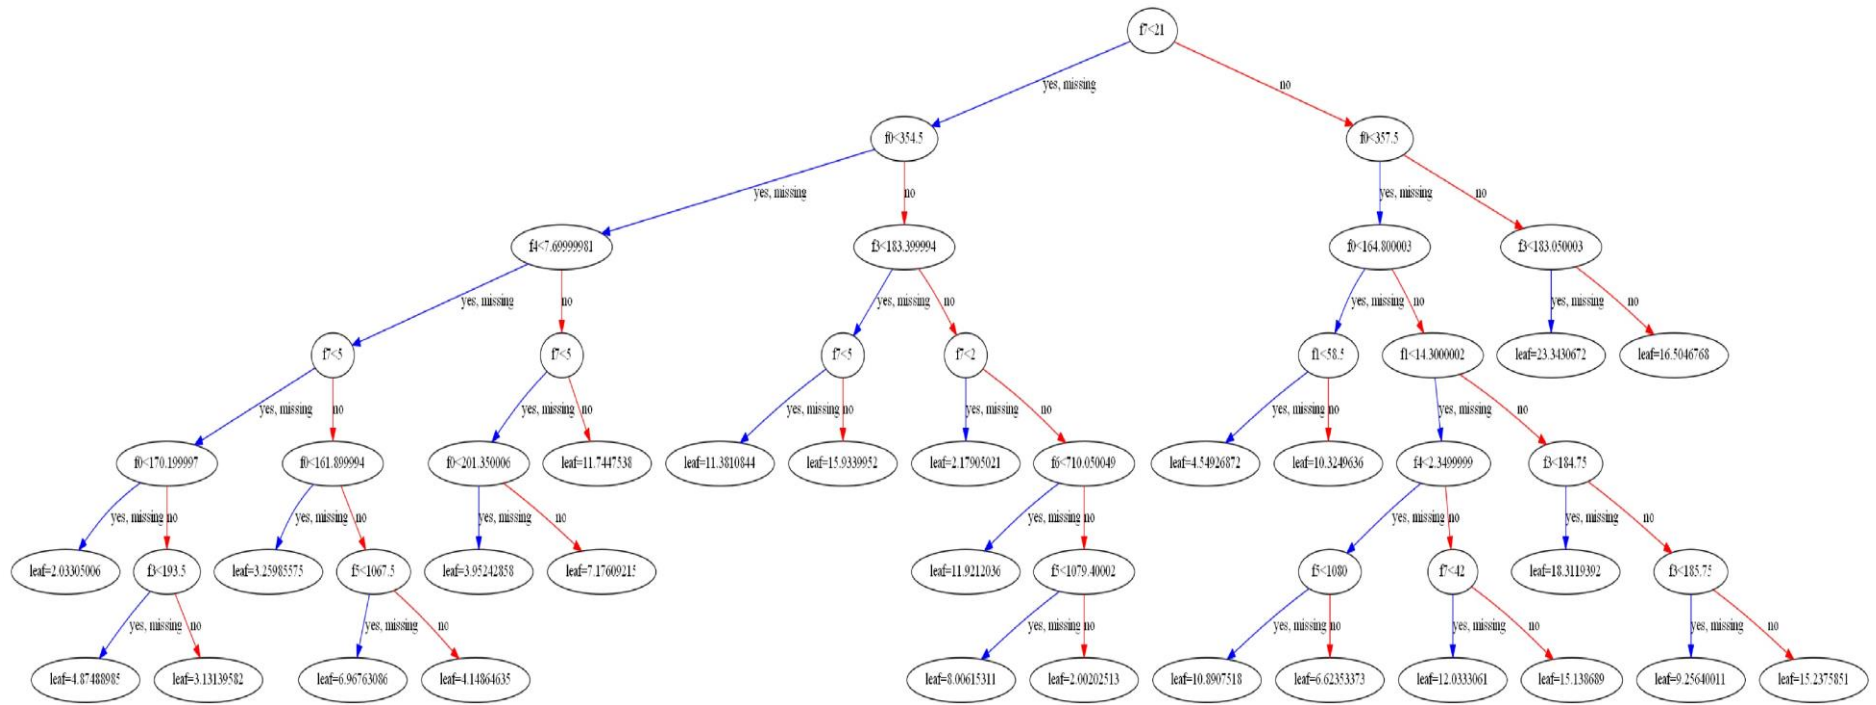 f7<21
yes, missing
no
f0<354.5
f0<357.5
yes, missing
no
yes, missing
no
f4<7.69999981
f3<183.399994
f0<164.800003
f3<183.050003
yes, missing
no
yes, missing
no
yes, missing
no
yes, missing
no
f7<5
f7<5
f7<5
f7<2
f1<58.5
f1<14.3000002
leaf=23.3430672
leaf=16.5046768
yes, missing
no
yes, missing
no
yes, missing
no
yes, missing
no
yes, missing
no
yes, missing
no
f0<170.199997
f0<161.899994
f0<201.350006
leaf=11.7447538
leaf=11.3810844
leaf=15.9339952
leaf=2.17905021
f6<710.050049
leaf=4.54926872
leaf=10.3249636
f4<2.3499999
f3<184.75
yes, missing
no
yes, missing
no
yes, missing
no
yes, missing
no
yes, missing
no
yes, missing
no
leaf=2.03305006
f3<193.5
leaf=3.25985575
f5<1067.5
leaf=3.95242858
leaf=7.17609215
leaf=11.9212036
f5<1079.40002
f5<1080
f7<42
leaf=18.3119392
f3<185.75
yes, missing
no
yes, missing
no
yes, missing
no
yes, missing
no
yes, missing
no
yes, missing
no
leaf=4.87488985
leaf=3.13139582
leaf=6.96763086
leaf=4.14864635
leaf=8.00615311
leaf=2.00202513
leaf=10.8907518
leaf=6.62353373
leaf=12.0333061
leaf=15.138689
leaf=9.25640011
leaf=15.2375851